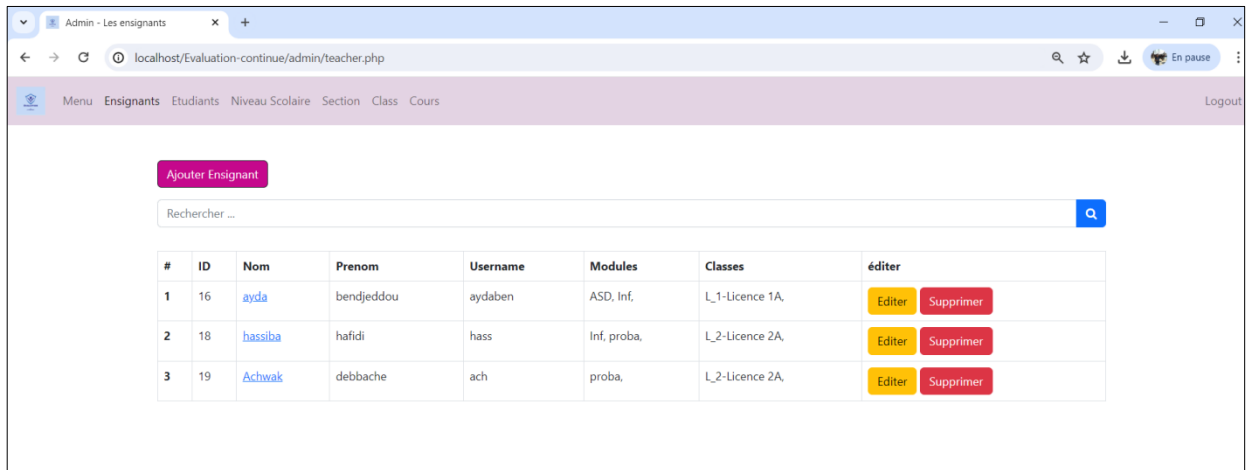 Admin - Les ensignants
localhost/Evaluation-continue/admin/teacher.php En pause
Menu Ensignants Etudiants Niveau Scolaire Section Class Cours Logout
Ajouter Ensignant
Rechercher ...
# ID Nom Prenom Username Modules Classes éditer
1 16 ayda bendjeddou aydaben ASD, Inf, L_1-Licence 1A, Editer Supprimer
2 18 hassiba hafidi hass Inf, proba, L_2-Licence 2A, Editer Supprimer
3 19 Achwak debbache ach proba, L_2-Licence 2A, Editer Supprimer